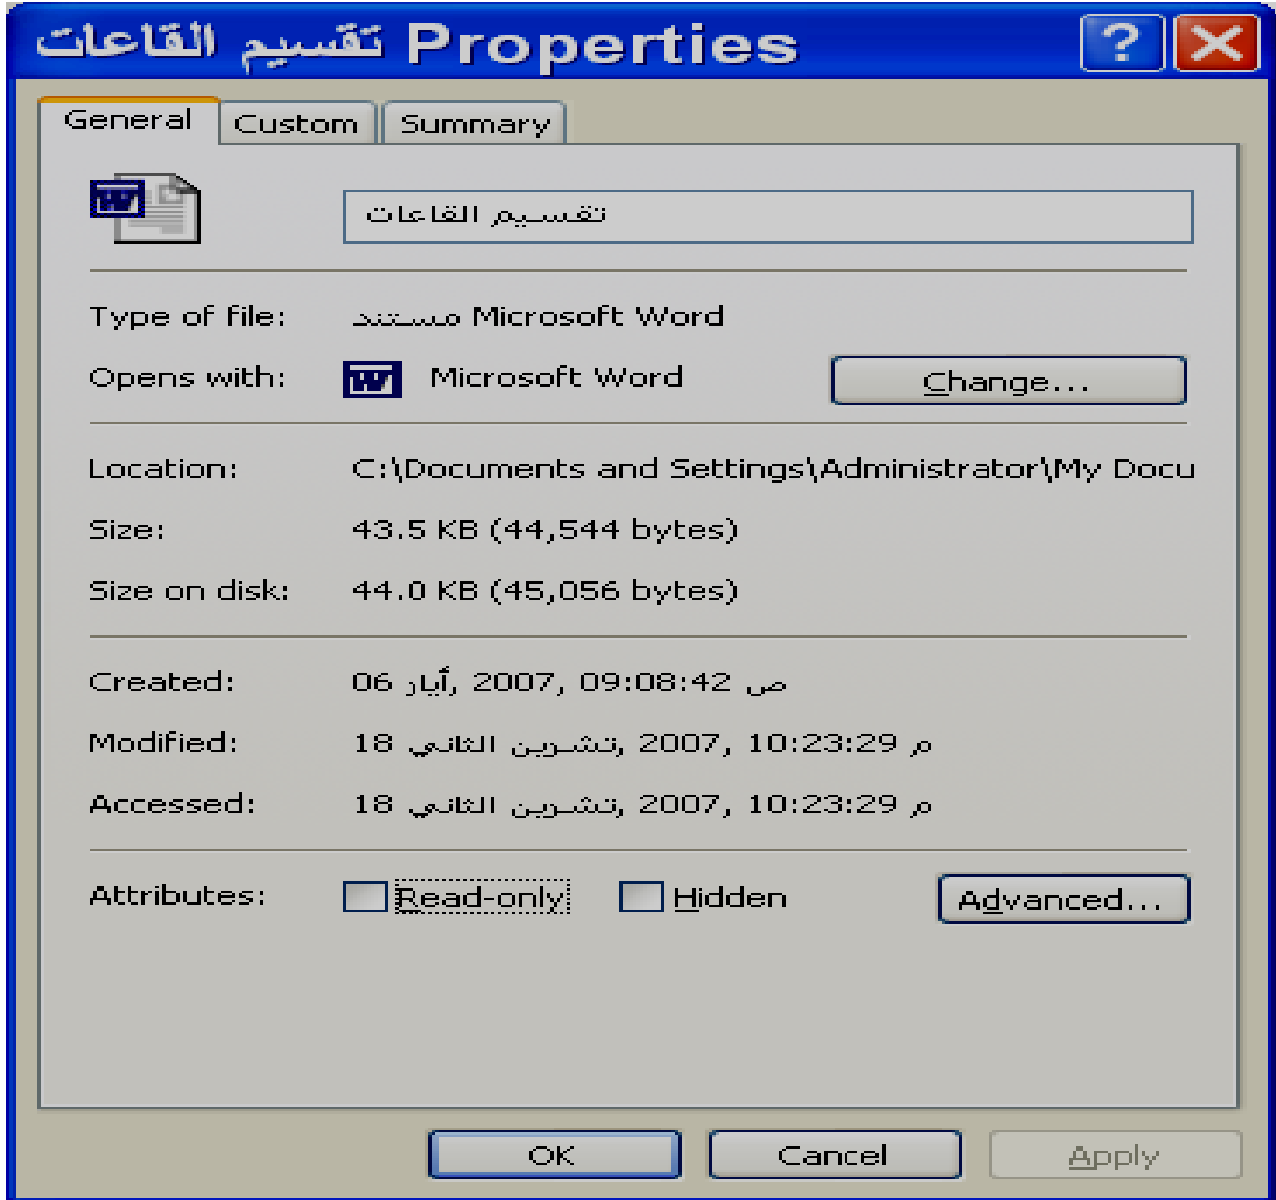 تقسيم القاعات Properties
General Custom Summary
تقسيم القاعات
Type of file: مستند Microsoft Word
Opens with: Microsoft Word Change...
Location: C:\Documents and Settings\Administrator\My Docu
Size: 43.5 KB (44,544 bytes)
Size on disk: 44.0 KB (45,056 bytes)
Created: 06 أيار, 2007, 09:08:42 ص
Modified: 18 تشرين الثاني, 2007, 10:23:29 م
Accessed: 18 تشرين الثاني, 2007, 10:23:29 م
Attributes: Read-only Hidden Advanced...
OK Cancel Apply